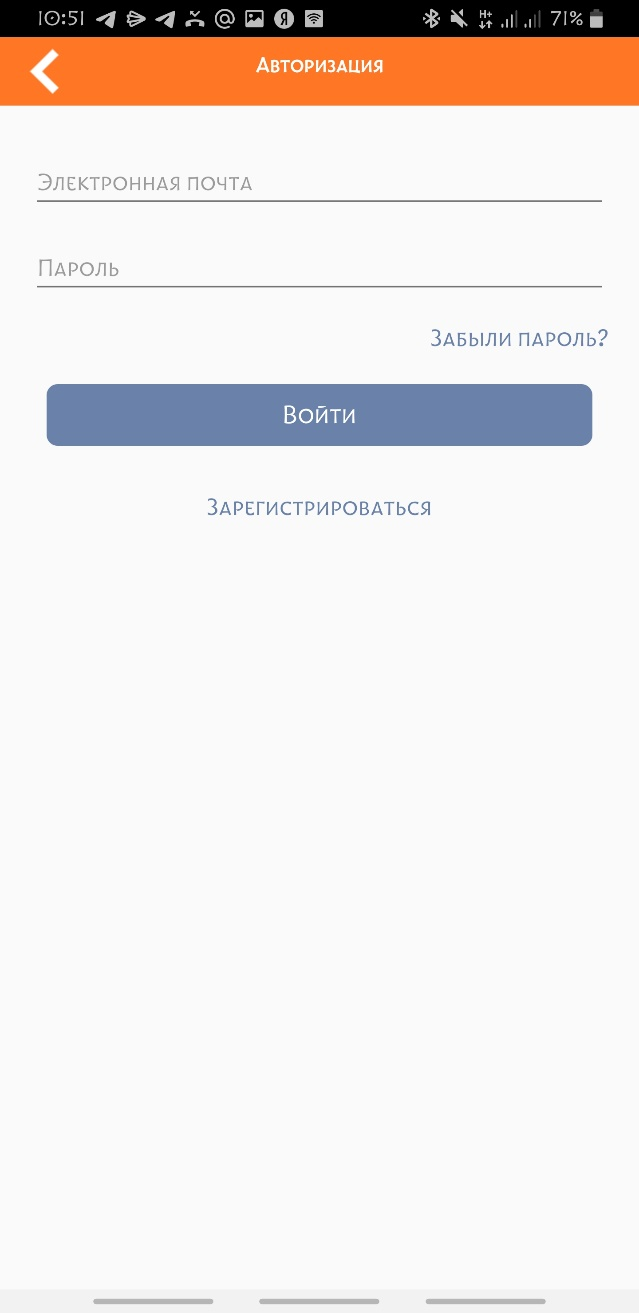 10:51 71%
Авторизация
Электронная почта
Пароль
Забыли пароль?
Войти
Зарегистрироваться